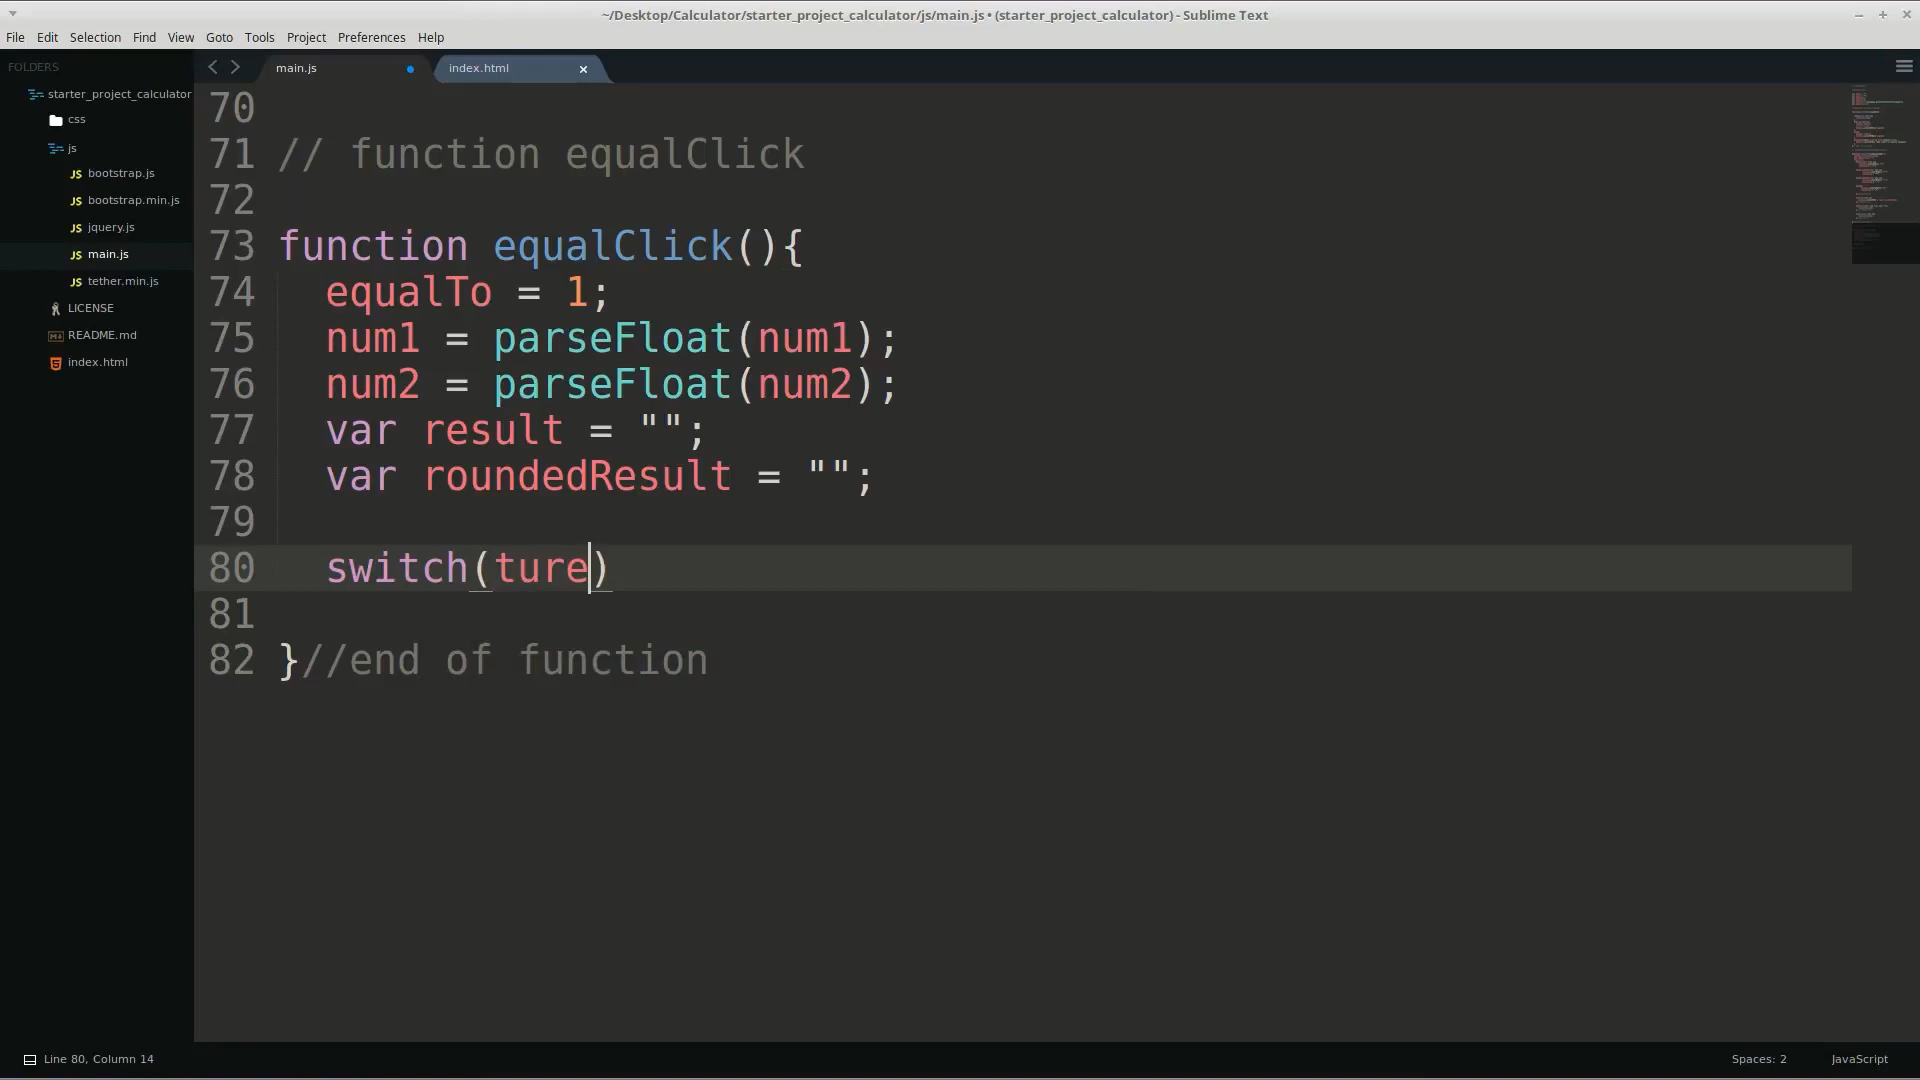 ~/Desktop/Calculator/starter_project_calculator/js/main.js • (starter_project_calculator) - Sublime Text
File Edit Selection Find View Goto Tools Project Preferences Help
FOLDERS
starter_project_calculator
css
js
JS bootstrap.js
JS bootstrap.min.js
JS jquery.js
JS main.js
JS tether.min.js
LICENSE
README.md
index.html
main.js index.html
70
71 // function equalClick
72
73 function equalClick(){
74 equalTo = 1;
75 num1 = parseFloat(num1);
76 num2 = parseFloat(num2);
77 var result = "";
78 var roundedResult = "";
79
80 switch(ture)
81
82 }//end of function
Line 80, Column 14
Spaces: 2 JavaScript